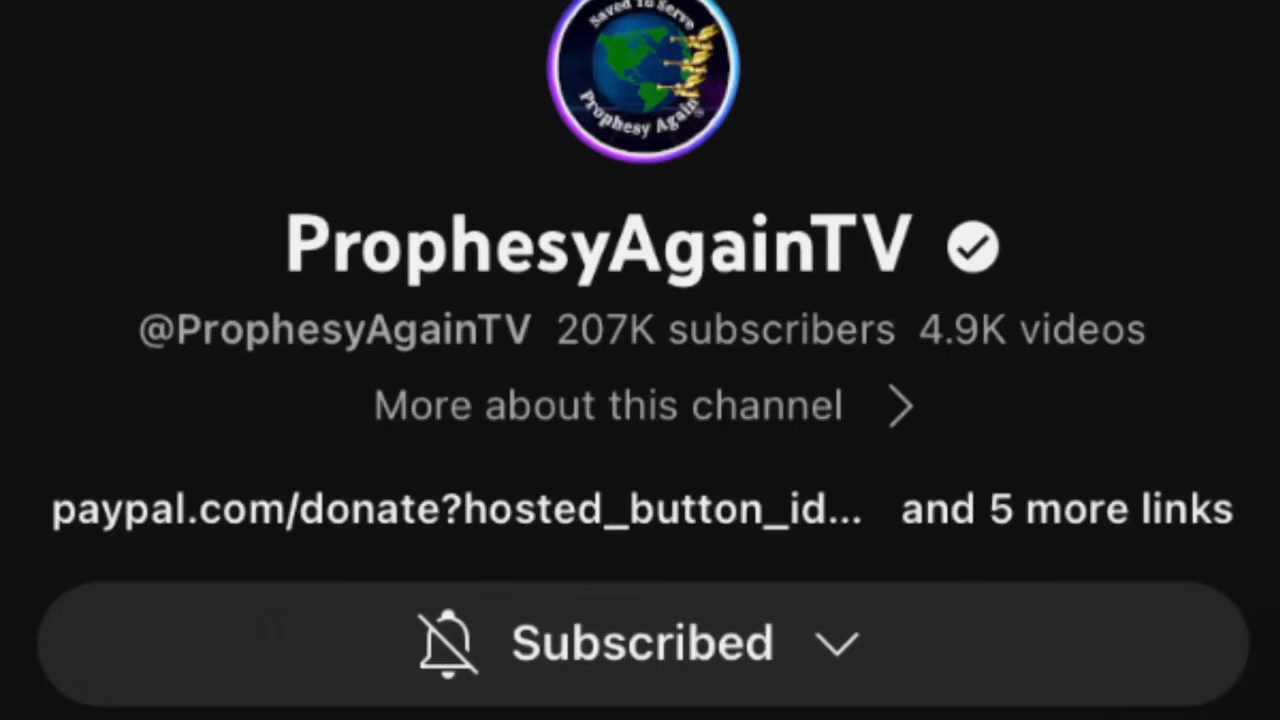 Saved To Serve
Prophesy Again
ProphesyAgainTV
@ProphesyAgainTV 207K subscribers 4.9K videos
More about this channel
paypal.com/donate?hosted_button_id... and 5 more links
Subscribed